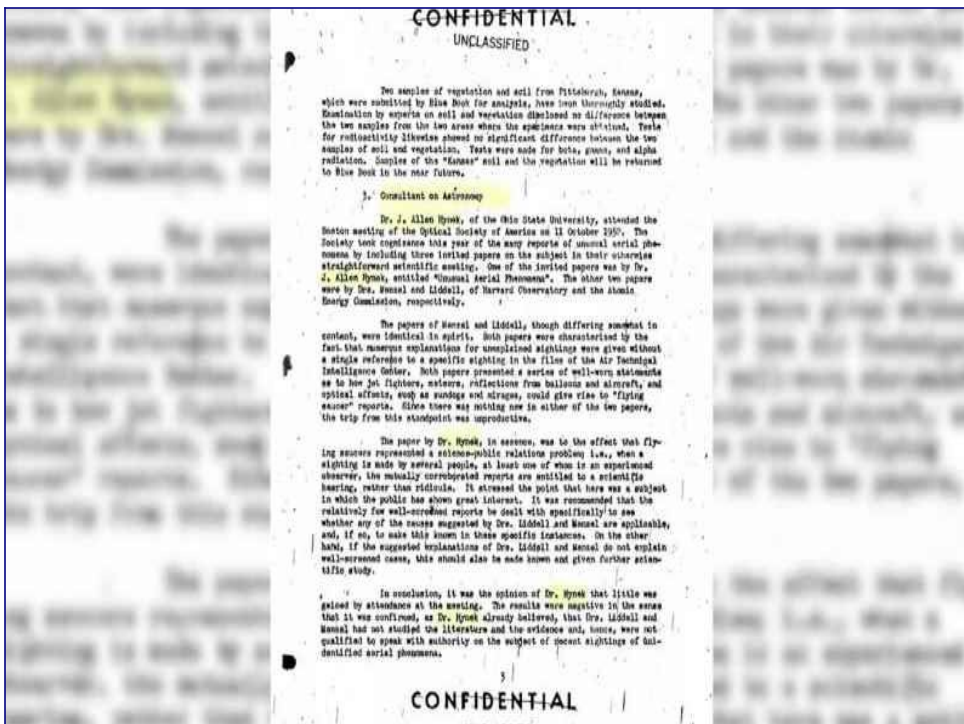 CONFIDENTIAL
UNCLASSIFIED
Two samples of vegetation and soil from Pittsburgh, Kansas,
which were submitted by Blue Book for analysis, have been thoroughly studied.
Examination by experts on soil and vegetation disclosed no difference between
the two samples from the two areas where the specimens were obtained. Tests
for radioactivity likewise showed no significant difference between the two
samples of soil and vegetation. Tests were made for beta, gamma, and alpha
radiation. Samples of the "Kansas" soil and the vegetation will be returned
to Blue Book in the near future.
3. Consultant on Astronomy
Dr. J. Allen Hynek, of the Ohio State University, attended the
Boston meeting of the Optical Society of America on 11 October 1952. The
Society took cognizance this year of the many reports of unusual aerial phe-
nomena by including three invited papers on the subject in their otherwise
straightforward scientific meeting. One of the invited papers was by Dr.
J. Allen Hynek, entitled "Unusual Aerial Phenomena". The other two papers
were by Drs. Menzel and Liddell, of Harvard Observatory and the Atomic
Energy Commission, respectively.
The papers of Menzel and Liddell, though differing somewhat in
content, were identical in spirit. Both papers were characterized by the
fact that numerous explanations for unexplained sightings were given without
a single reference to a specific sighting in the files of the Air Technical
Intelligence Center. Both papers presented a series of well-worn statements
as to how jet fighters, meteors, reflections from balloons and aircraft, and
optical effects, such as sundogs and mirages, could give rise to "flying
saucer" reports. Since there was nothing new in either of the two papers,
the trip from this standpoint was unproductive.
The paper by Dr. Hynek, in essence, was to the effect that fly-
ing saucers represented a science-public relations problem; i.e., when a
sighting is made by several people, at least one of whom is an experienced
observer, the mutually corroborated reports are entitled to a scientific
hearing, rather than ridicule. It stressed the point that here was a subject
in which the public has shown great interest. It was recommended that the
relatively few well-screened reports be dealt with specifically to see
whether any of the causes suggested by Drs. Liddell and Menzel are applicable,
and, if so, to make this known in these specific instances. On the other
hand, if the suggested explanations of Drs. Liddell and Menzel do not explain
well-screened cases, this should also be made known and given further scien-
tific study.
In conclusion, it was the opinion of Dr. Hynek that little was
gained by attendance at the meeting. The results were negative in the sense
that it was confirmed, as Dr. Hynek already believed, that Drs. Liddell and
Menzel had not studied the literature and the evidence and, hence, were not
qualified to speak with authority on the subject of recent sightings of uni-
dentified aerial phenomena.
3
CONFIDENTIAL